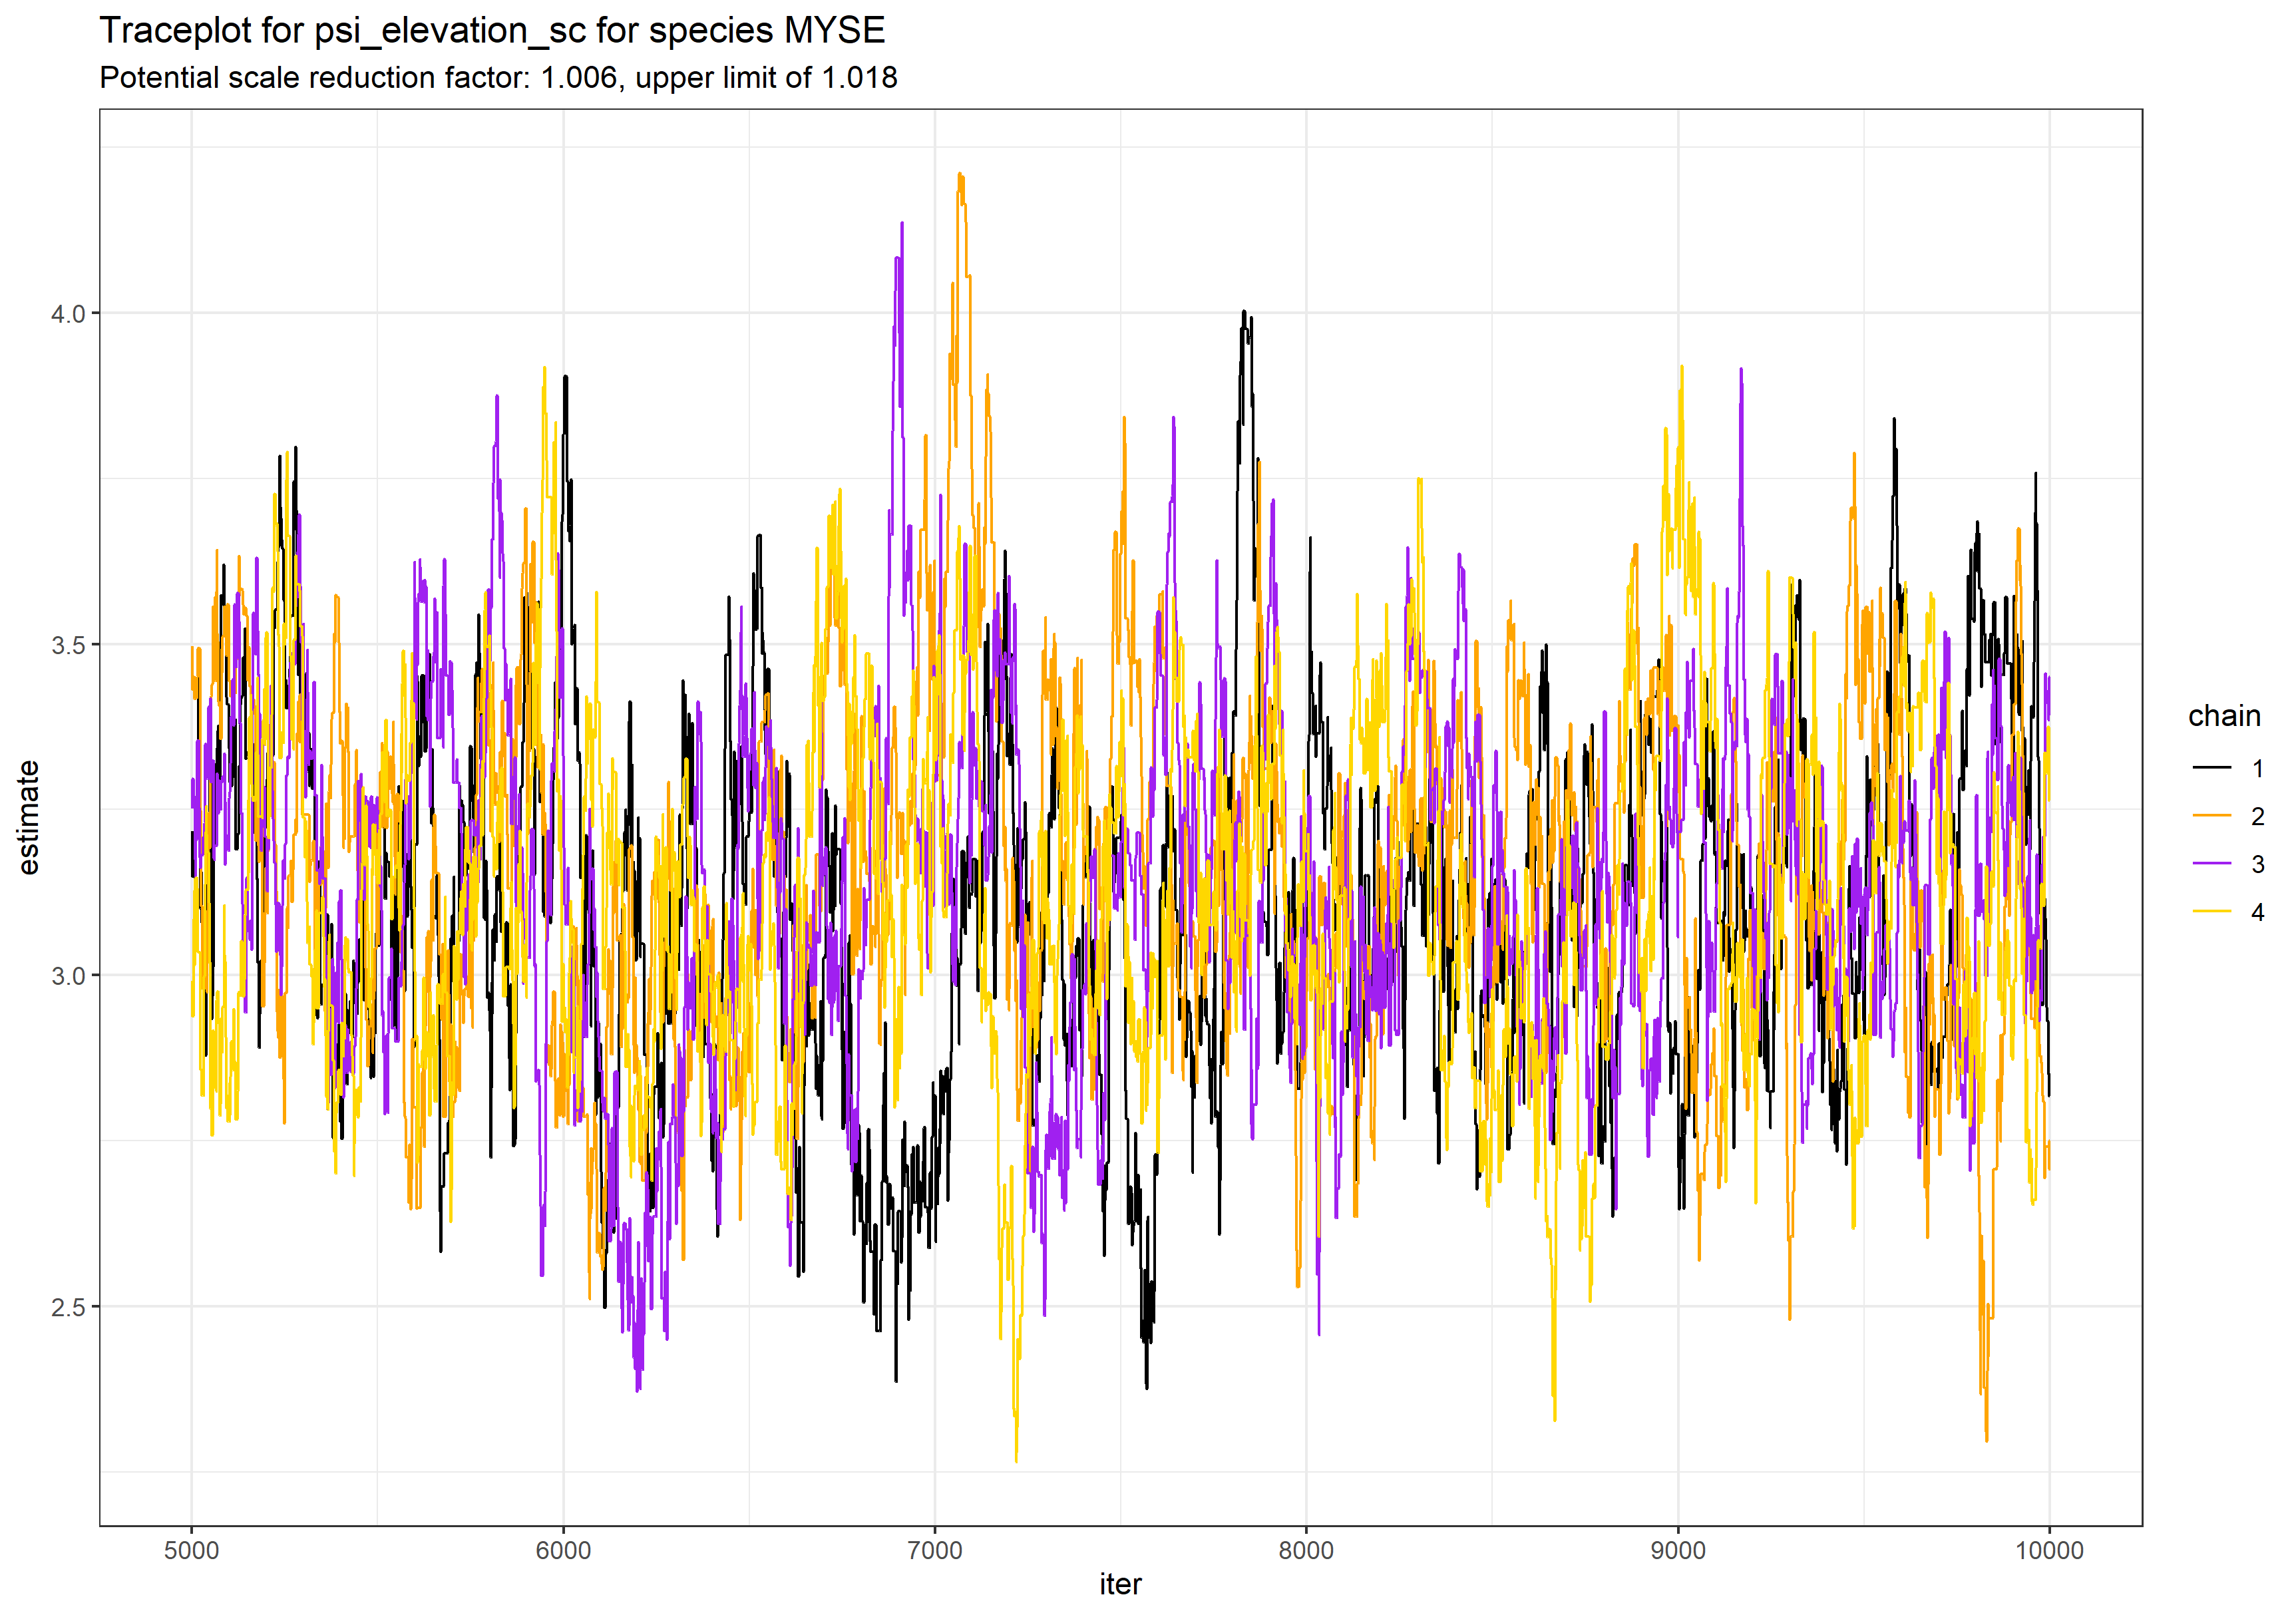 Traceplot for psi_elevation_sc for species MYSE
Potential scale reduction factor: 1.006, upper limit of 1.018
4.0
3.5
3.0
2.5
estimate
5000 6000 7000 8000 9000 10000
iter
chain
1
2
3
4